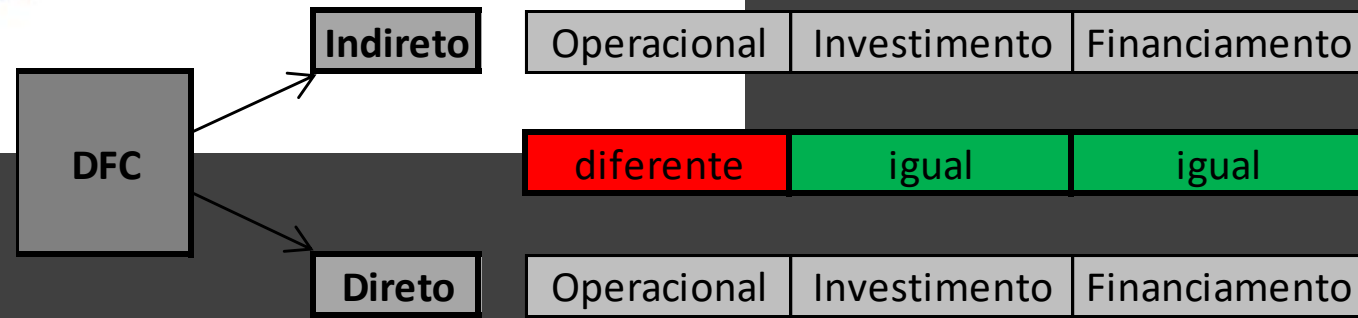 Indireto Operacional Investimento Financiamento
DFC diferente igual igual
Direto Operacional Investimento Financiamento